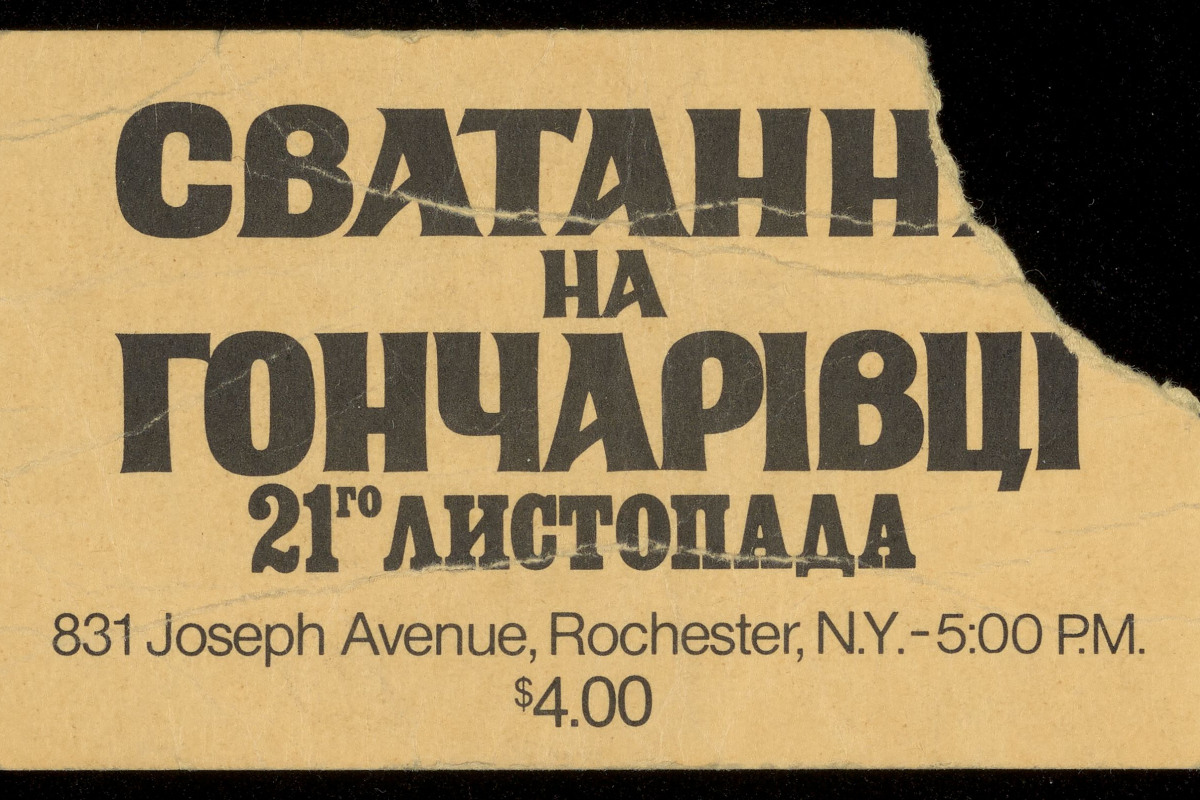 СВАТАНН
НА
ГОНЧАРІВЦІ
21го ЛИСТОПАДА
831 Joseph Avenue, Rochester, N.Y. - 5:00 P.M.
$4.00